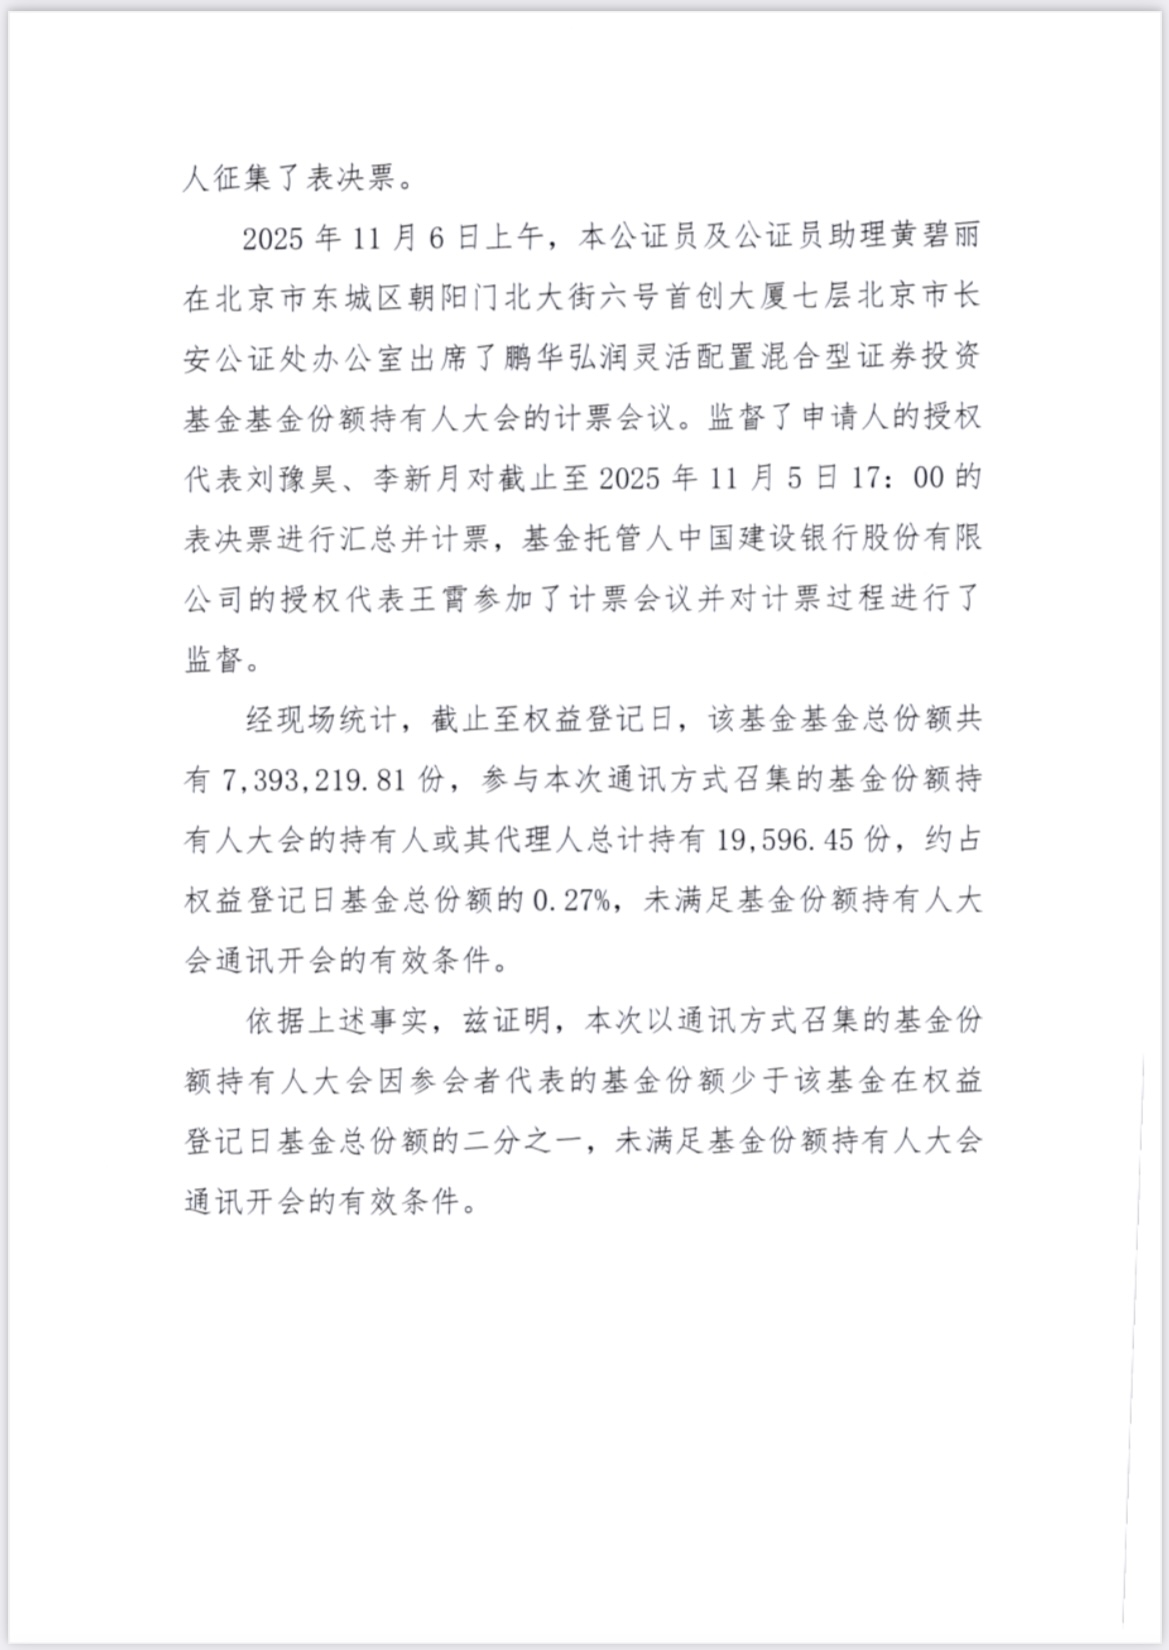 人征集了表决票。
2025 年 11 月 6 日上午，本公证员及公证员助理黄碧丽
在北京市东城区朝阳门北大街六号首创大厦七层北京市长
安公证处办公室出席了鹏华弘润灵活配置混合型证券投资
基金基金份额持有人大会的计票会议。监督了申请人的授权
代表刘豫昊、李新月对截止至 2025 年 11 月 5 日 17：00 的
表决票进行汇总并计票，基金托管人中国建设银行股份有限
公司的授权代表王霄参加了计票会议并对计票过程进行了
监督。
经现场统计，截止至权益登记日，该基金基金总份额共
有 7,393,219.81 份，参与本次通讯方式召集的基金份额持
有人大会的持有人或其代理人总计持有 19,596.45 份，约占
权益登记日基金总份额的 0.27%，未满足基金份额持有人大
会通讯开会的有效条件。
依据上述事实，兹证明，本次以通讯方式召集的基金份
额持有人大会因参会者代表的基金份额少于该基金在权益
登记日基金总份额的二分之一，未满足基金份额持有人大会
通讯开会的有效条件。